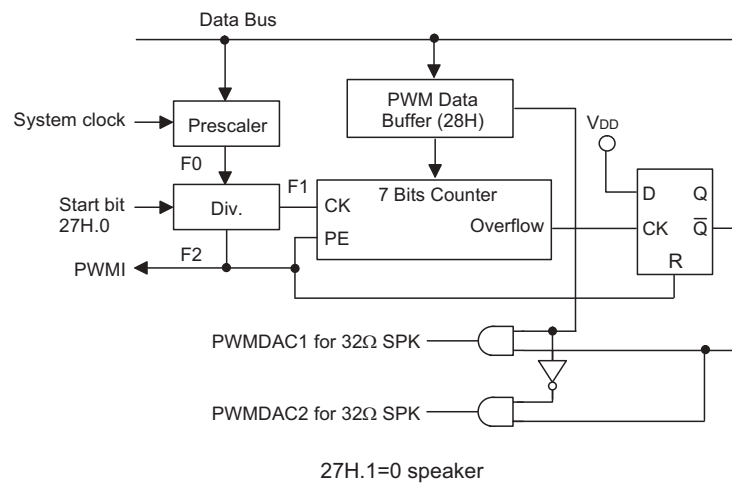 Data Bus
System clock
Prescaler
PWM Data
Buffer (28H)
VDD
F0
Start bit
27H.0
Div.
F1
7 Bits Counter
CK
PE
Overflow
D
Q
CK
Q̅
R
F2
PWMI
PWMDAC1 for 32Ω SPK
PWMDAC2 for 32Ω SPK
27H.1=0 speaker